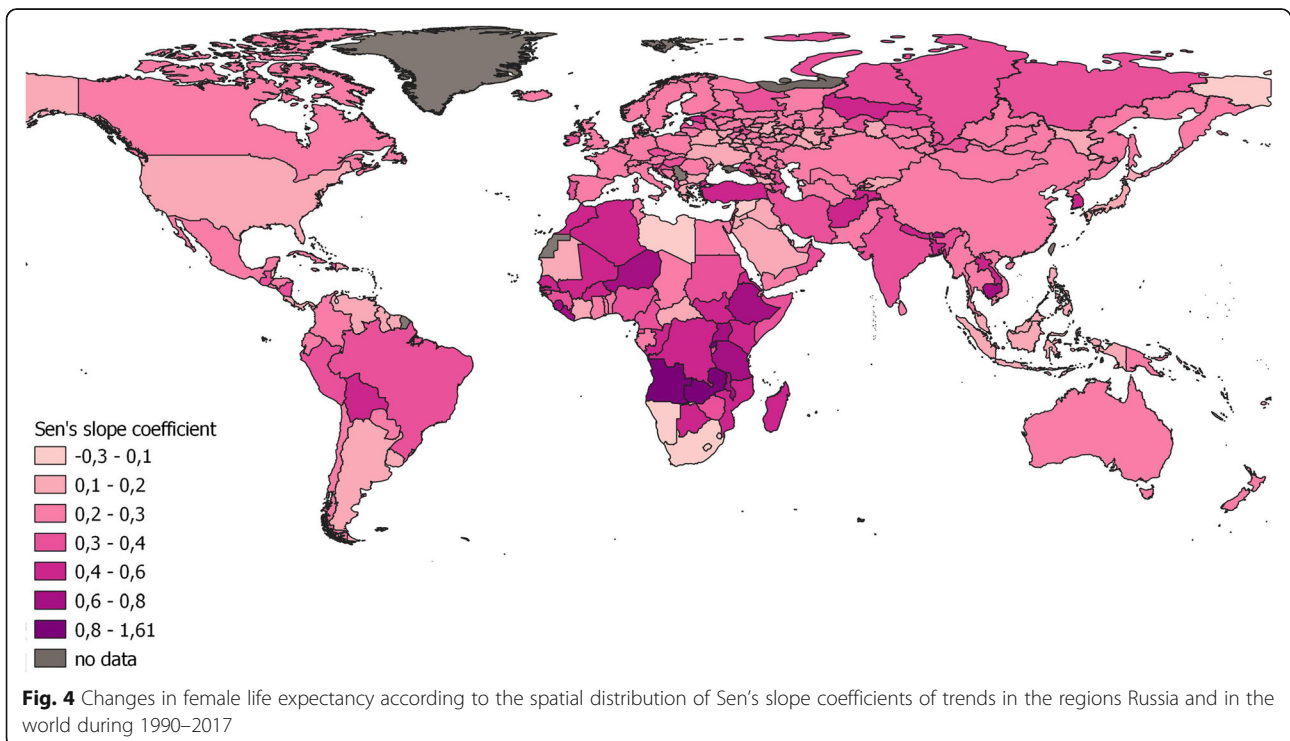 Sen's slope coefficient
-0,3 - 0,1
0,1 - 0,2
0,2 - 0,3
0,3 - 0,4
0,4 - 0,6
0,6 - 0,8
0,8 - 1,61
no data
Fig. 4 Changes in female life expectancy according to the spatial distribution of Sen's slope coefficients of trends in the regions Russia and in the
world during 1990–2017